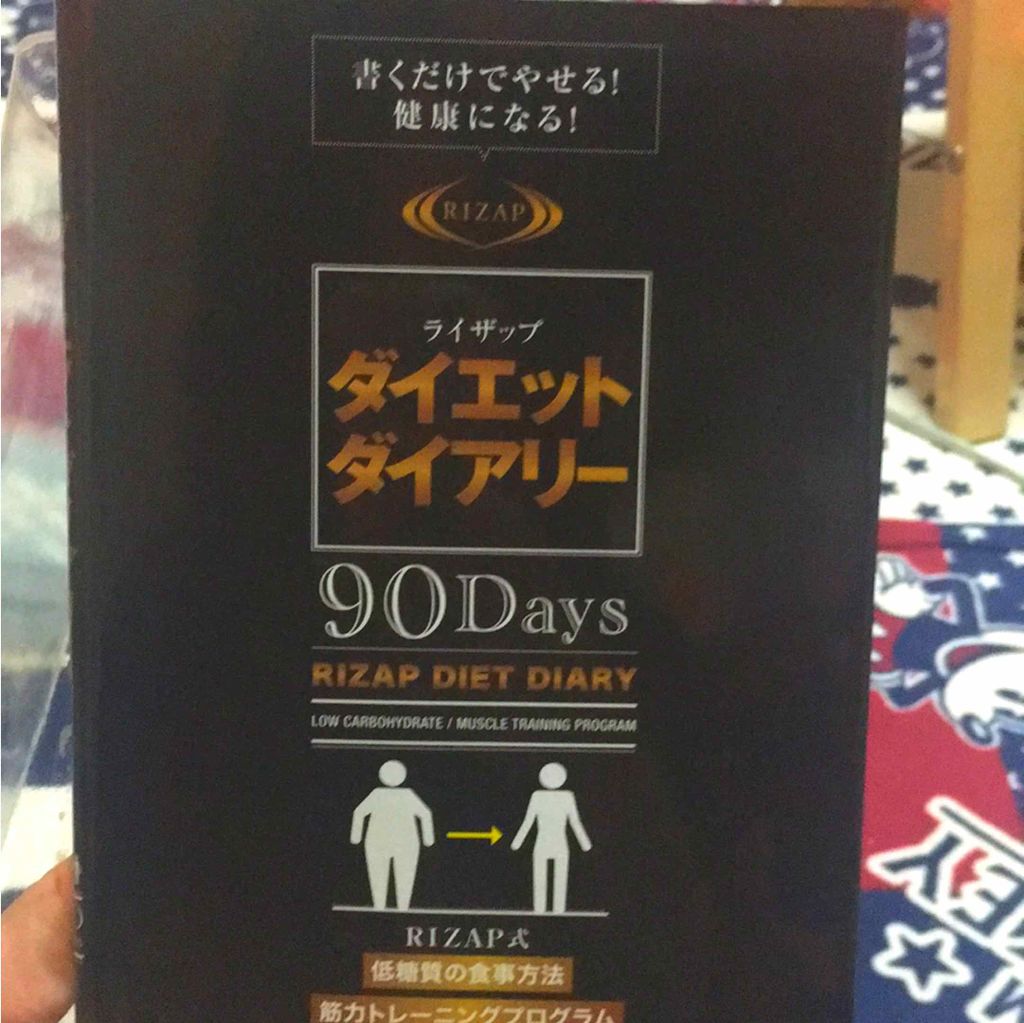 書くだけでやせる!
健康になる!
RIZAP
ライザップ
ダイエット
ダイアリー
90Days
RIZAP DIET DIARY
LOW CARBOHYDRATE / MUSCLE TRAINING PROGRAM
RIZAP式
低糖質の食事方法
筋力トレーニングプログラム